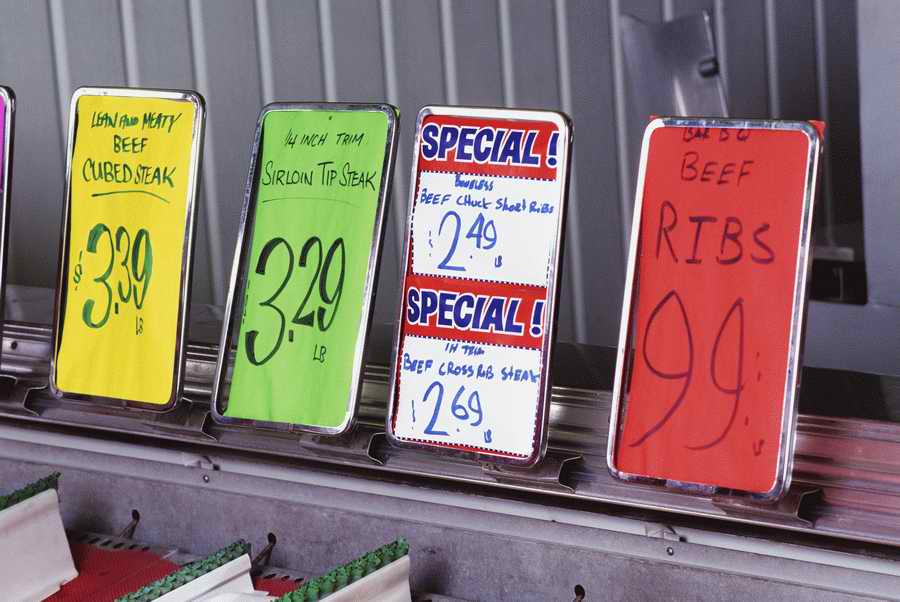 LEAN AND MEATY
BEEF
CUBED STEAK
$3.39
LB
1/4 INCH TRIM
SIRLOIN TIP STEAK
3.29
LB
SPECIAL!
BONELESS
BEEF CHUCK SHORT RIBS
$2.49
LB
SPECIAL!
BEEF CROSS RIB STEAK
$2.69
LB
BAR B Q
BEEF
RIBS
99¢